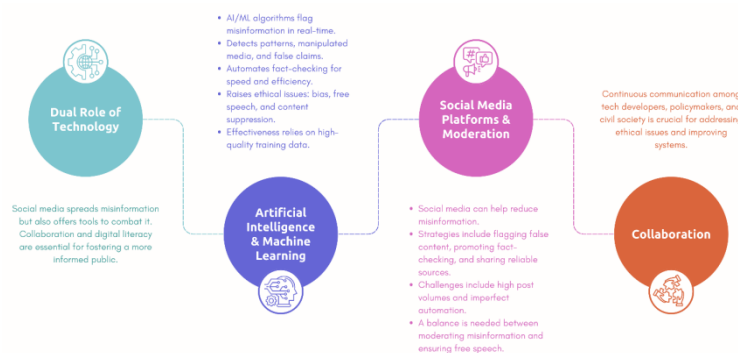 Dual Role of
Technology
Social media spreads misinformation
but also offers tools to combat it.
Collaboration and digital literacy
are essential for fostering a more
informed public.
• AI/ML algorithms flag
misinformation in real-time.
• Detects patterns, manipulated
media, and false claims.
• Automates fact-checking for
speed and efficiency.
• Raises ethical issues: bias, free
speech, and content
suppression.
• Effectiveness relies on high-
quality training data.
Artificial
Intelligence
& Machine
Learning
Social Media
Platforms &
Moderation
• Social media can help reduce
misinformation.
• Strategies include flagging false
content, promoting fact-
checking, and sharing reliable
sources.
• Challenges include high post
volumes and imperfect
automation.
• A balance is needed between
moderating misinformation and
ensuring free speech.
Continuous communication among
tech developers, policymakers, and
civil society is crucial for addressing
ethical issues and improving
systems.
Collaboration